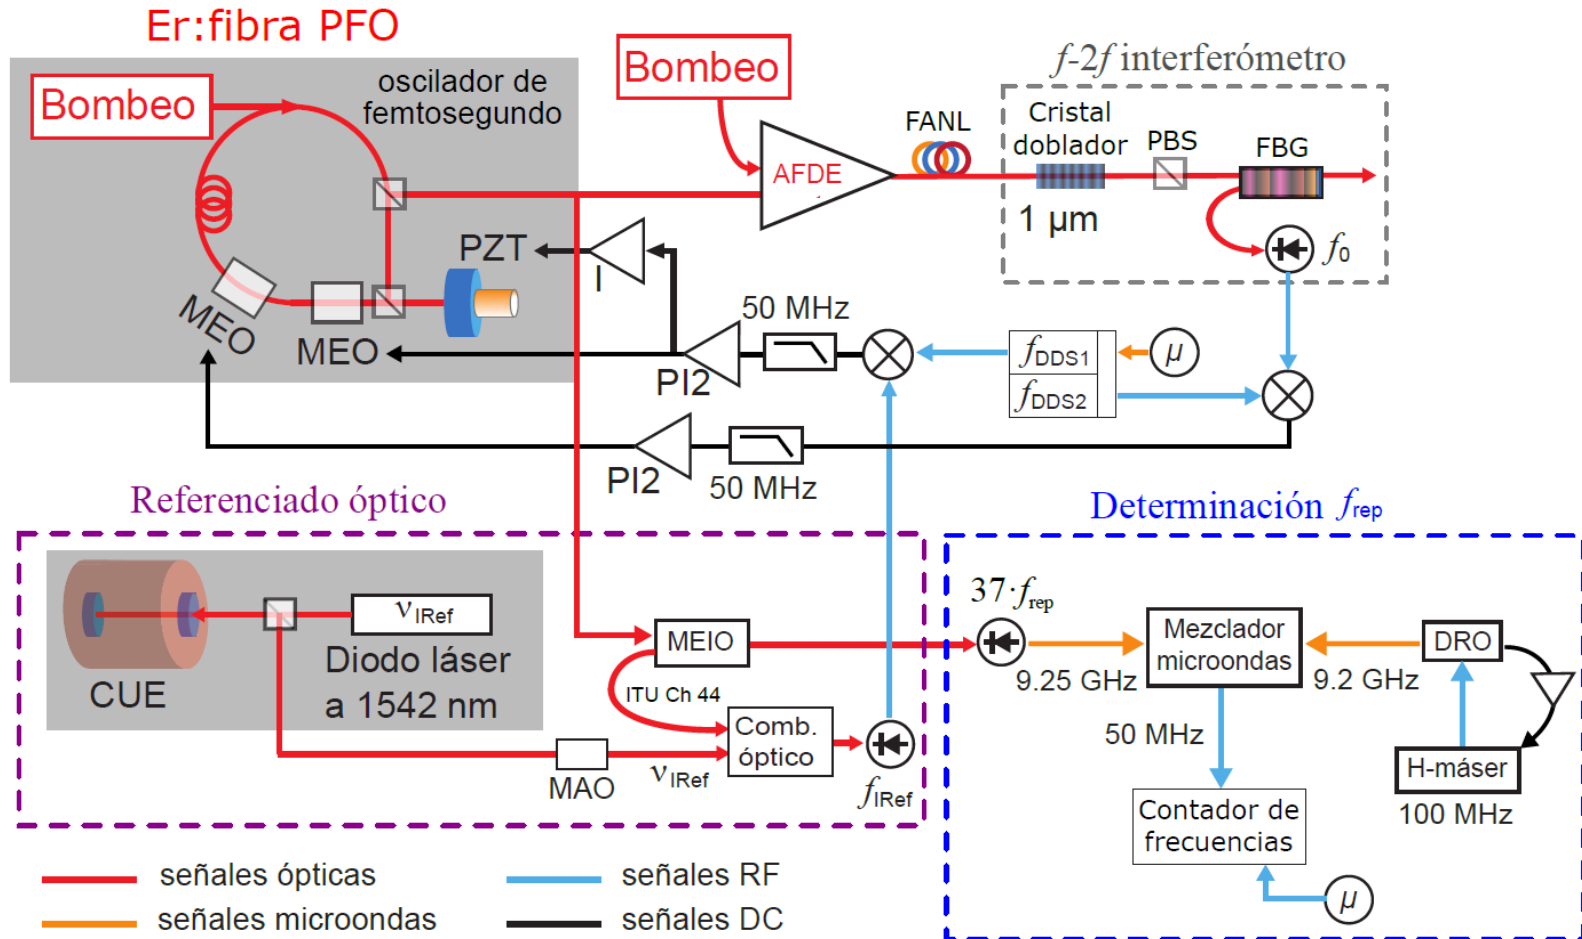 Er:fibra PFO
Bombeo
oscilador de
femtosegundo
MEO
MEO
PZT
I
PI2
50 MHz
PI2
50 MHz
Bombeo
AFDE
FANL
f-2f interferómetro
Cristal
doblador
1 µm
PBS
FBG
f0
fDDS1
fDDS2
µ
Referenciado óptico
CUE
νIRef
Diodo láser
a 1542 nm
MEIO
ITU Ch 44
MAO
νIRef
Comb.
óptico
fIRef
Determinación frep
37·frep
9.25 GHz
Mezclador
microondas
9.2 GHz
DRO
50 MHz
H-máser
100 MHz
Contador de
frecuencias
µ
señales ópticas
señales RF
señales microondas
señales DC